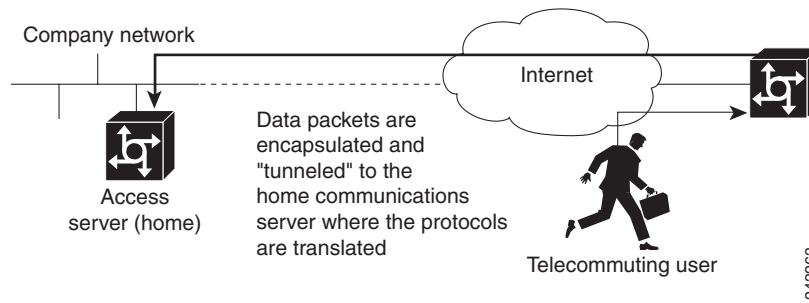 Company network
Internet
Data packets are
encapsulated and
"tunneled" to the
home communications
server where the protocols
are translated
Access
server (home)
Telecommuting user